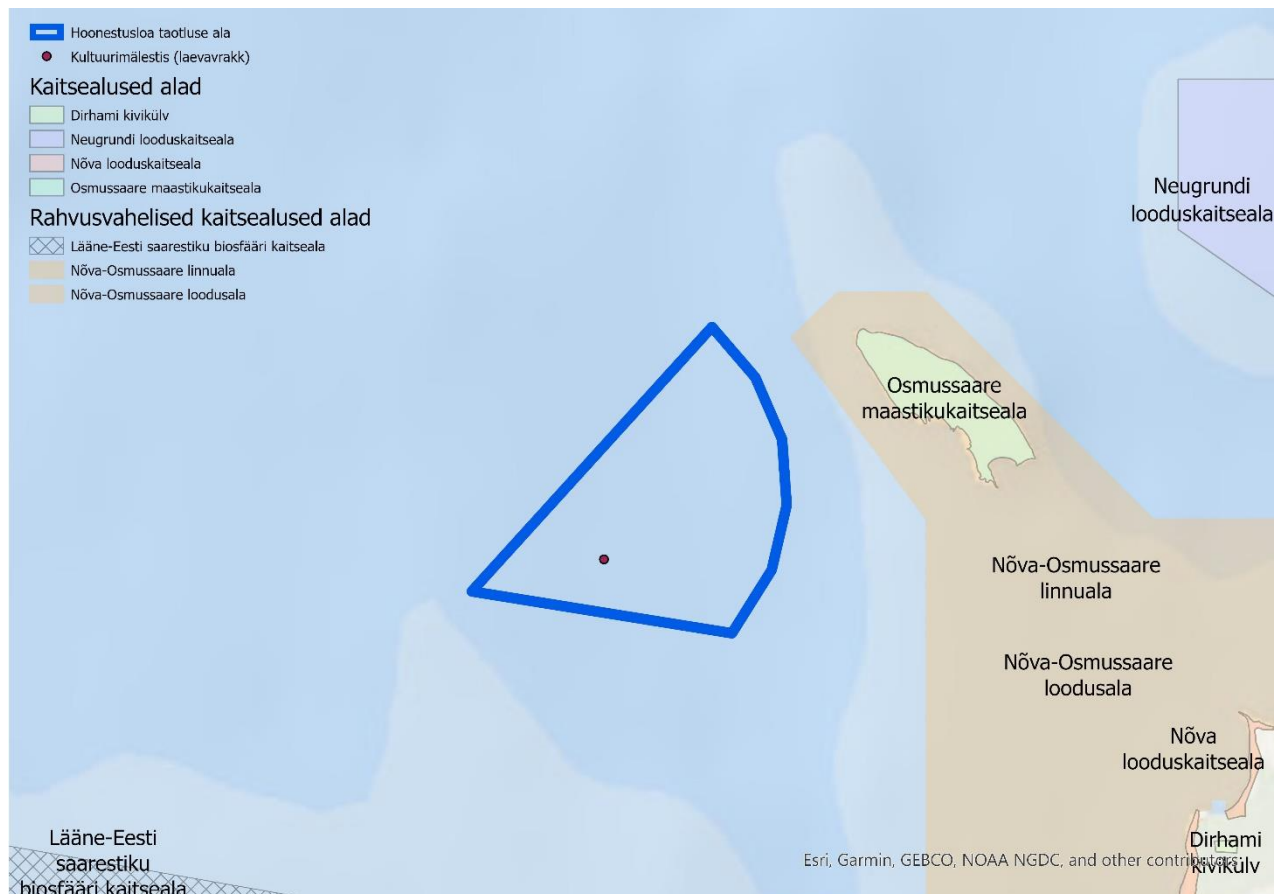 Hoonestusloa taotluse ala
Kultuurimälestis (laevavrakk)
Kaitsealused alad
Dirhami kivikülv
Neugrundi looduskaitseala
Nõva looduskaitseala
Osmussaare maastikukaitseala
Rahvusvahelised kaitsealused alad
Lääne-Eesti saarestiku biosfääri kaitseala
Nõva-Osmussaare linnuala
Nõva-Osmussaare loodusala
Neugrundi
looduskaitseala
Osmussaare
maastikukaitseala
Nõva-Osmussaare
linnuala
Nõva-Osmussaare
loodusala
Nõva
looduskaitseala
Dirhami
kivikülv
Lääne-Eesti
saarestiku
biosfääri kaitseala
Esri, Garmin, GEBCO, NOAA NGDC, and other contributors